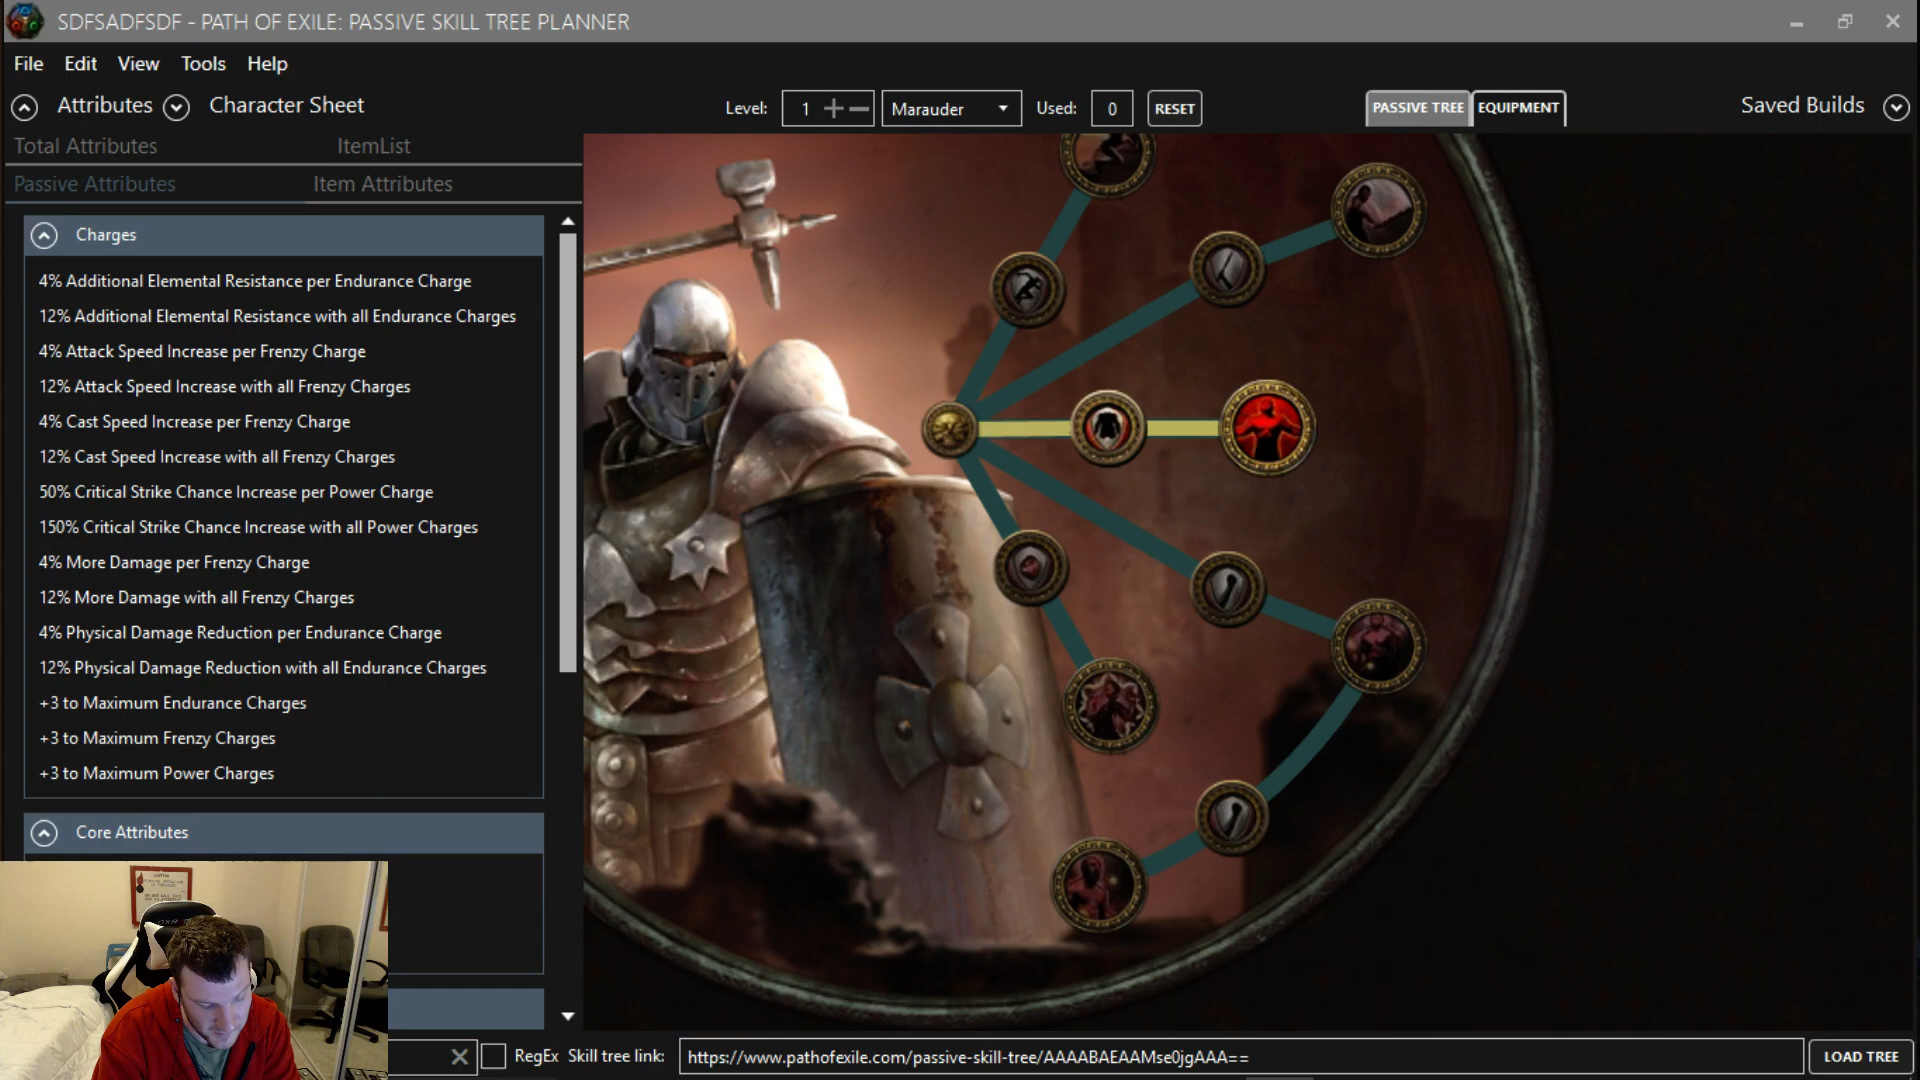 SDFSADFSDF - PATH OF EXILE: PASSIVE SKILL TREE PLANNER
File Edit View Tools Help
Attributes Character Sheet Level: 1 Marauder Used: 0 RESET PASSIVE TREE EQUIPMENT Saved Builds
Total Attributes ItemList
Passive Attributes Item Attributes
Charges
4% Additional Elemental Resistance per Endurance Charge
12% Additional Elemental Resistance with all Endurance Charges
4% Attack Speed Increase per Frenzy Charge
12% Attack Speed Increase with all Frenzy Charges
4% Cast Speed Increase per Frenzy Charge
12% Cast Speed Increase with all Frenzy Charges
50% Critical Strike Chance Increase per Power Charge
150% Critical Strike Chance Increase with all Power Charges
4% More Damage per Frenzy Charge
12% More Damage with all Frenzy Charges
4% Physical Damage Reduction per Endurance Charge
12% Physical Damage Reduction with all Endurance Charges
+3 to Maximum Endurance Charges
+3 to Maximum Frenzy Charges
+3 to Maximum Power Charges
Core Attributes
RegEx Skill tree link: https://www.pathofexile.com/passive-skill-tree/AAAABAEAAMse0jgAAA== LOAD TREE